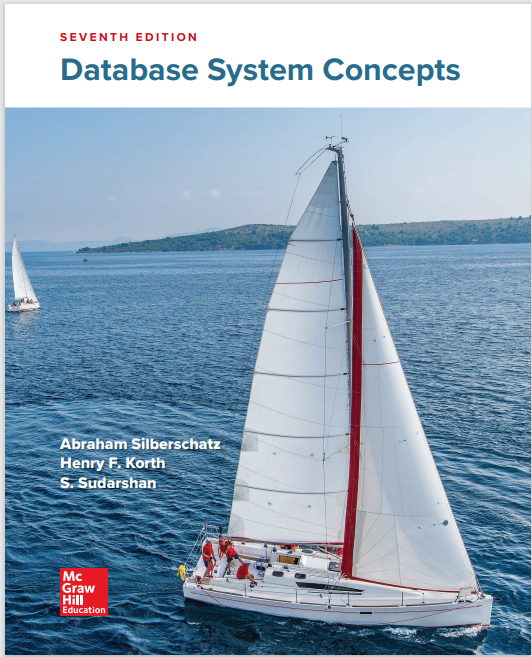 SEVENTH EDITION
Database System Concepts
Abraham Silberschatz
Henry F. Korth
S. Sudarshan
Mc
Graw
Hill
Education